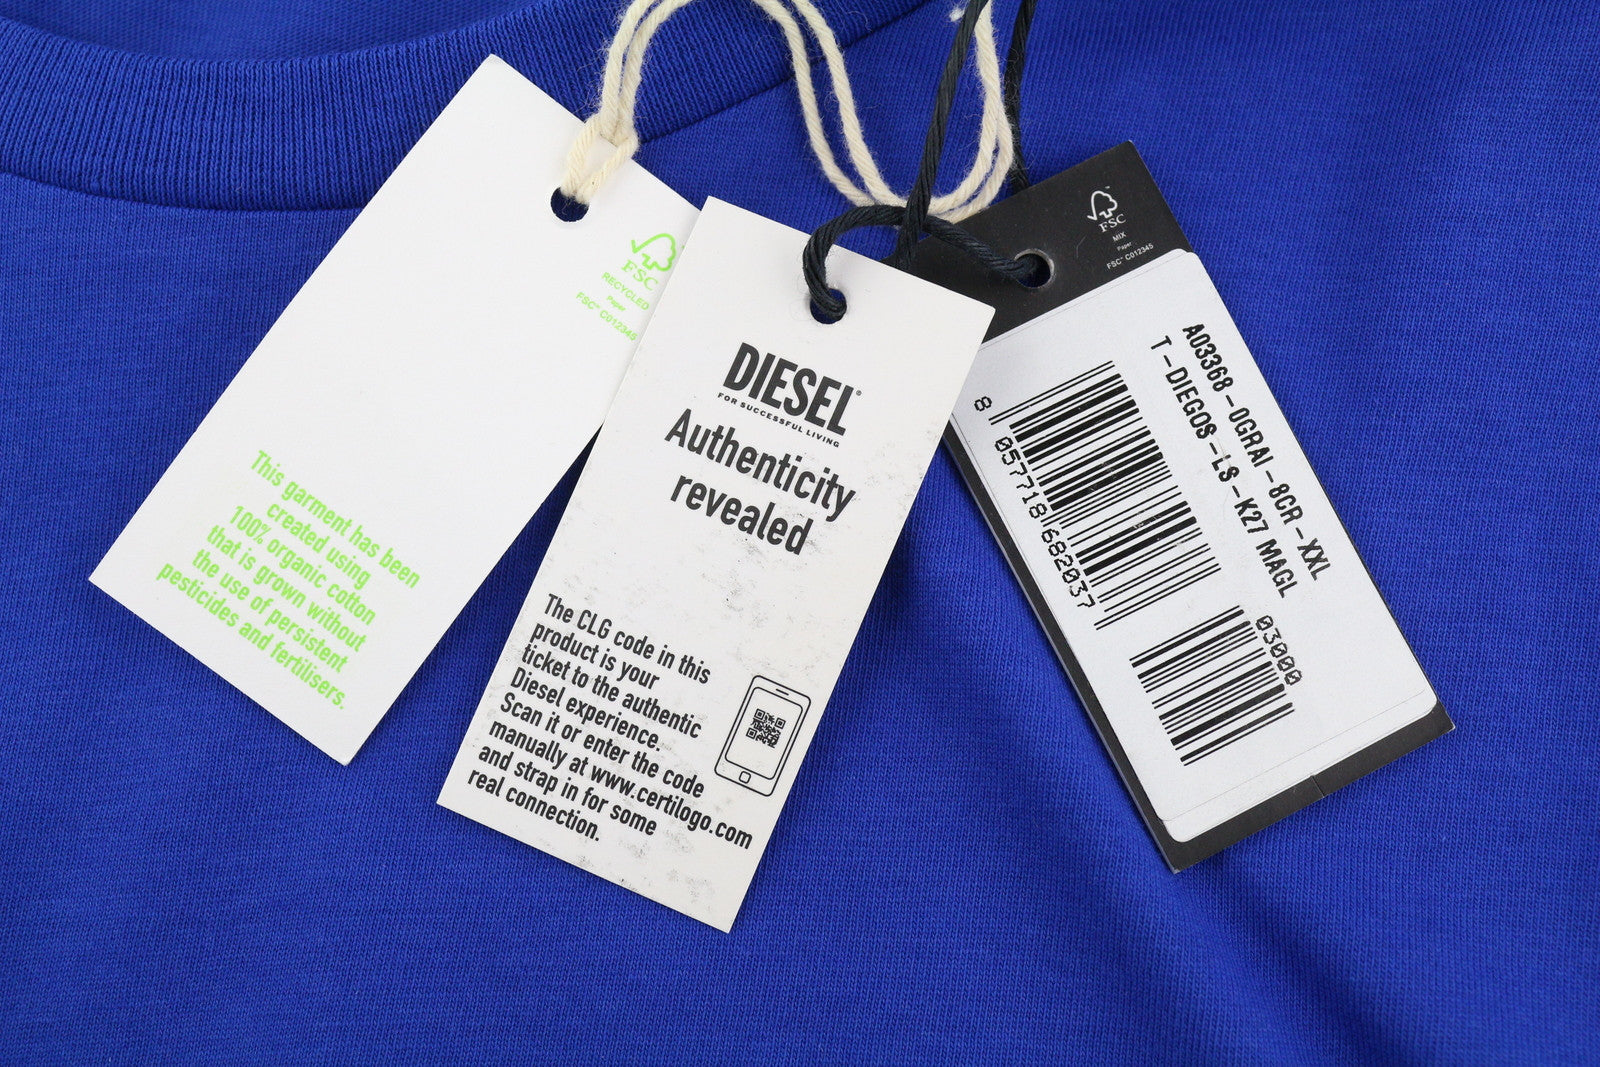 FSC
RECYCLED
Paper
FSC® C012345
This garment has been
created using
100% organic cotton
that is grown without
the use of persistent
pesticides and fertilisers.
DIESEL®
FOR SUCCESSFUL LIVING
Authenticity
revealed
The CLG code in this
product is your
ticket to the authentic
Diesel experience.
Scan it or enter the code
manually at www.certilogo.com
and strap in for some
real connection.
FSC™
MIX
Paper
FSC® C012345
A03368-0GRAI-8CR-XXL
T-DIEGOS-LS-K27 MAGL
8 057718 682037
03000